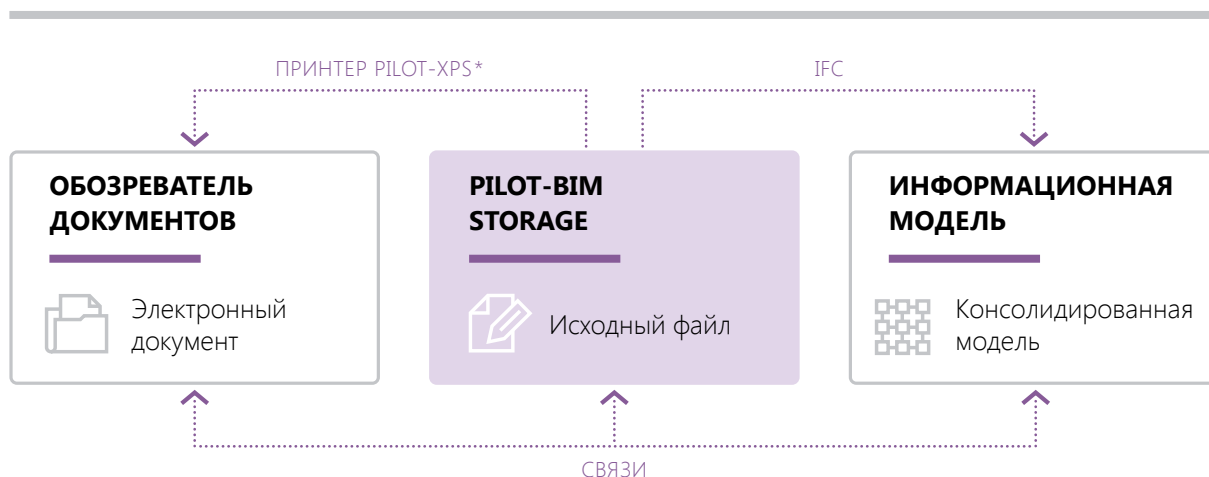 ПРИНТЕР PILOT-XPS*
IFC
ОБОЗРЕВАТЕЛЬ
ДОКУМЕНТОВ
Электронный
документ
PILOT-BIM
STORAGE
Исходный файл
ИНФОРМАЦИОННАЯ
МОДЕЛЬ
Консолидированная
модель
СВЯЗИ